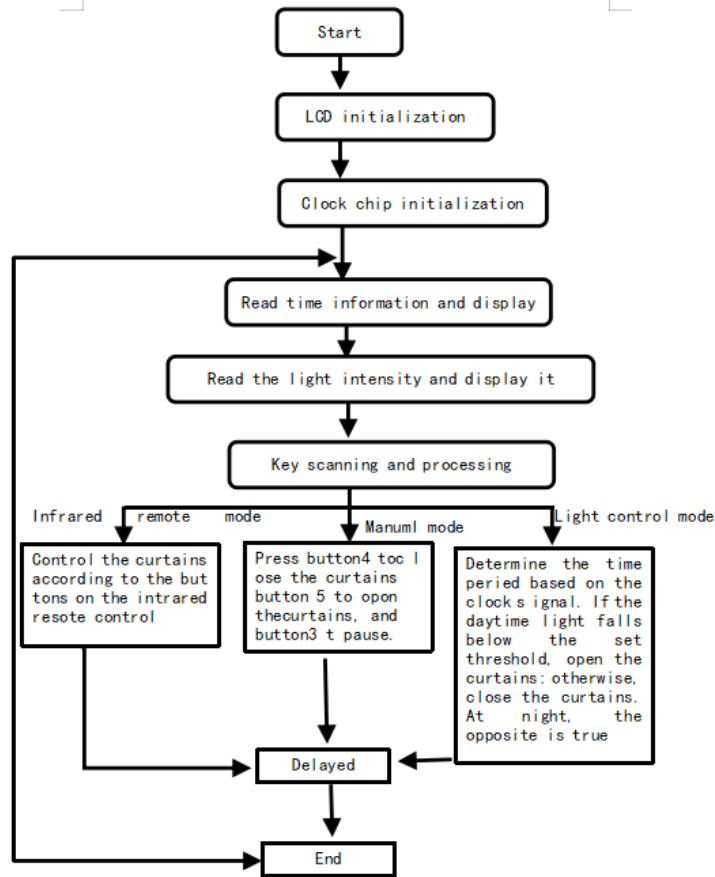 Start
LCD initialization
Clock chip initialization
Read time information and display
Read the light intensity and display it
Key scanning and processing
Infrared remote mode
Manuml mode
Light control mode
Control the curtains
according to the but
tons on the intrared
resote control
Press button4 toc l
ose the curtains
button 5 to opon
thecurtains, and
button3 t pause.
Determine the time
peried based on the
clock s ignal. If the
daytime light falls
below the set
threshold, open the
curtains: otherwise,
close the curtains.
At night, the
opposite is true
Delayed
End